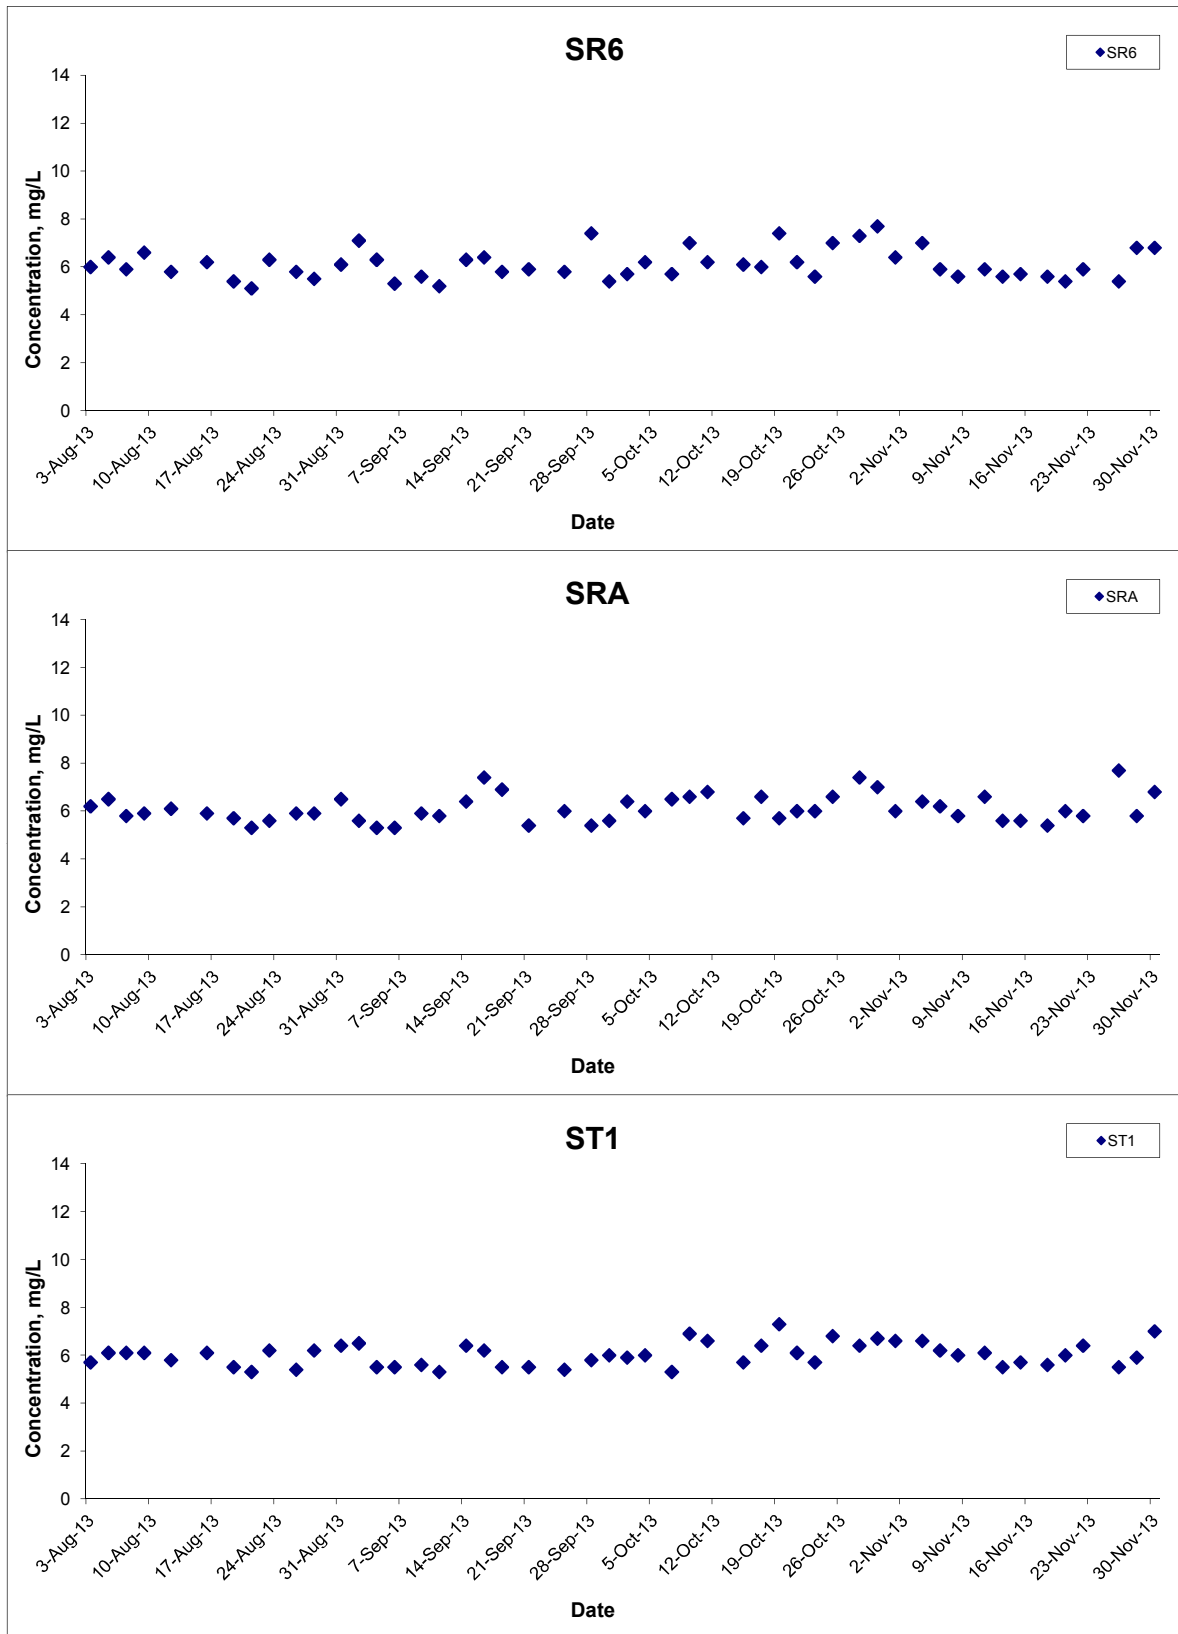 SR6
SR6
14
12
10
8
6
4
2
0
Concentration, mg/L
3-Aug-13
10-Aug-13
17-Aug-13
24-Aug-13
31-Aug-13
7-Sep-13
14-Sep-13
21-Sep-13
28-Sep-13
5-Oct-13
12-Oct-13
19-Oct-13
26-Oct-13
2-Nov-13
9-Nov-13
16-Nov-13
23-Nov-13
30-Nov-13
Date
SRA
SRA
14
12
10
8
6
4
2
0
Concentration, mg/L
3-Aug-13
10-Aug-13
17-Aug-13
24-Aug-13
31-Aug-13
7-Sep-13
14-Sep-13
21-Sep-13
28-Sep-13
5-Oct-13
12-Oct-13
19-Oct-13
26-Oct-13
2-Nov-13
9-Nov-13
16-Nov-13
23-Nov-13
30-Nov-13
Date
ST1
ST1
14
12
10
8
6
4
2
0
Concentration, mg/L
3-Aug-13
10-Aug-13
17-Aug-13
24-Aug-13
31-Aug-13
7-Sep-13
14-Sep-13
21-Sep-13
28-Sep-13
5-Oct-13
12-Oct-13
19-Oct-13
26-Oct-13
2-Nov-13
9-Nov-13
16-Nov-13
23-Nov-13
30-Nov-13
Date